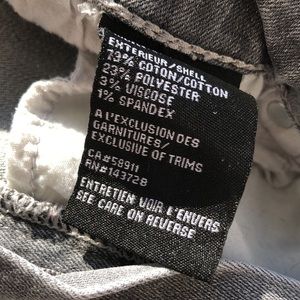 EXTERIEUR/SHELL
73% COTON/COTTON
23% POLYESTER
3% VISCOSE
1% SPANDEX
A L'EXCLUSION DES
GARNITURES/
EXCLUSIVE OF TRIMS
CA#58911
RN#143728
ENTRETIEN VOIR L'ENVERS
SEE CARE ON REVERSE